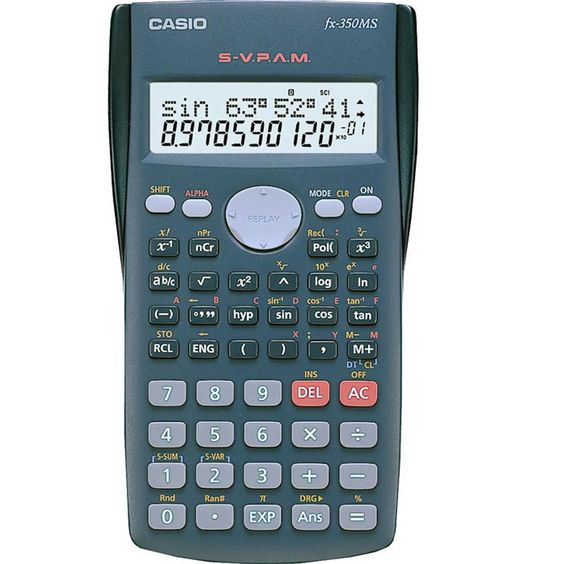 CASIO fx-350MS
S-V.P.A.M.
D SCI
sin 63°52°41
8.978590120×10-01
SHIFT ALPHA MODE CLR ON
REPLAY
x! nPr Rec( : ³√
x-1 nCr Pol( x³
d/c x√ 10x ex e
ab/c √ x² ^ log ln
A ← B C sin-1 D cos-1 E tan-1 F
(−) °,,, hyp sin cos tan
STO ← X ; Y M− M
RCL ENG ( ) , M+
DT CL
INS OFF
7 8 9 DEL AC
4 5 6 × ÷
S-SUM S-VAR
1 2 3 + −
Rnd Ran# π DRG▶ %
0 · EXP Ans =